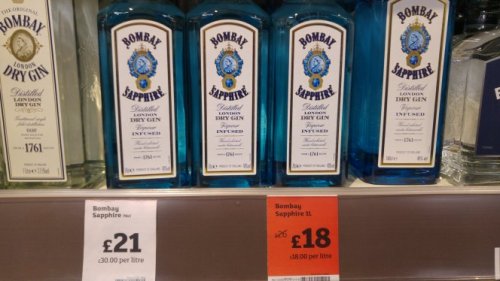 THE ORIGINAL
BOMBAY
LONDON
DRY GIN
Distilled
LONDON
DRY GIN
1761
BOMBAY
SAPPHIRE
Distilled
LONDON
DRY GIN
Vapour
INFUSED
1761
BOMBAY
SAPPHIRE
Distilled
LONDON
DRY GIN
Vapour
INFUSED
1761
BOMBAY
SAPPHIRE
Distilled
LONDON
DRY GIN
Vapour
INFUSED
1761
BOMBAY
SAPPHIRE
Distilled
LONDON
DRY GIN
Vapour
INFUSED
1761
Bombay
Sapphire 70cl
£21
£30.00 per litre
Bombay
Sapphire 1L
£26
£18
£18.00 per litre